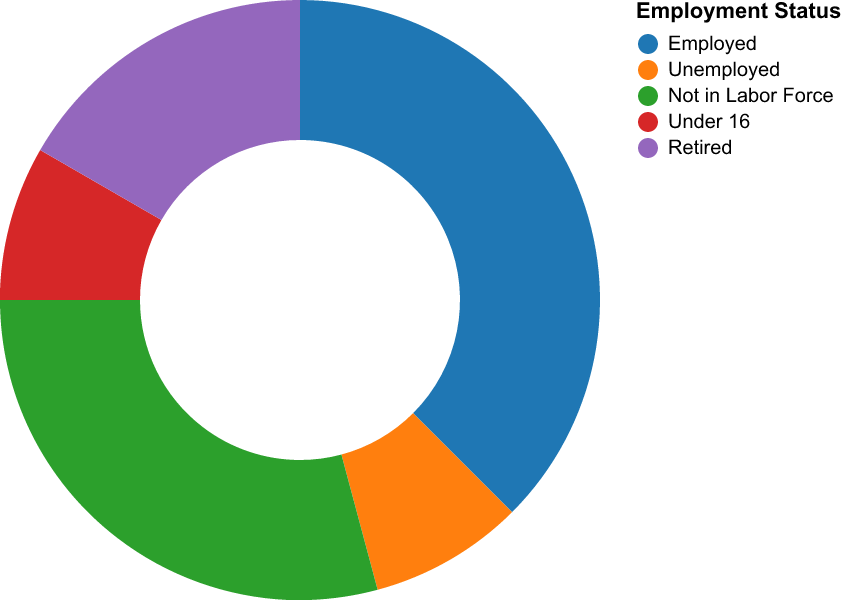 Employment Status
Employed
Unemployed
Not in Labor Force
Under 16
Retired